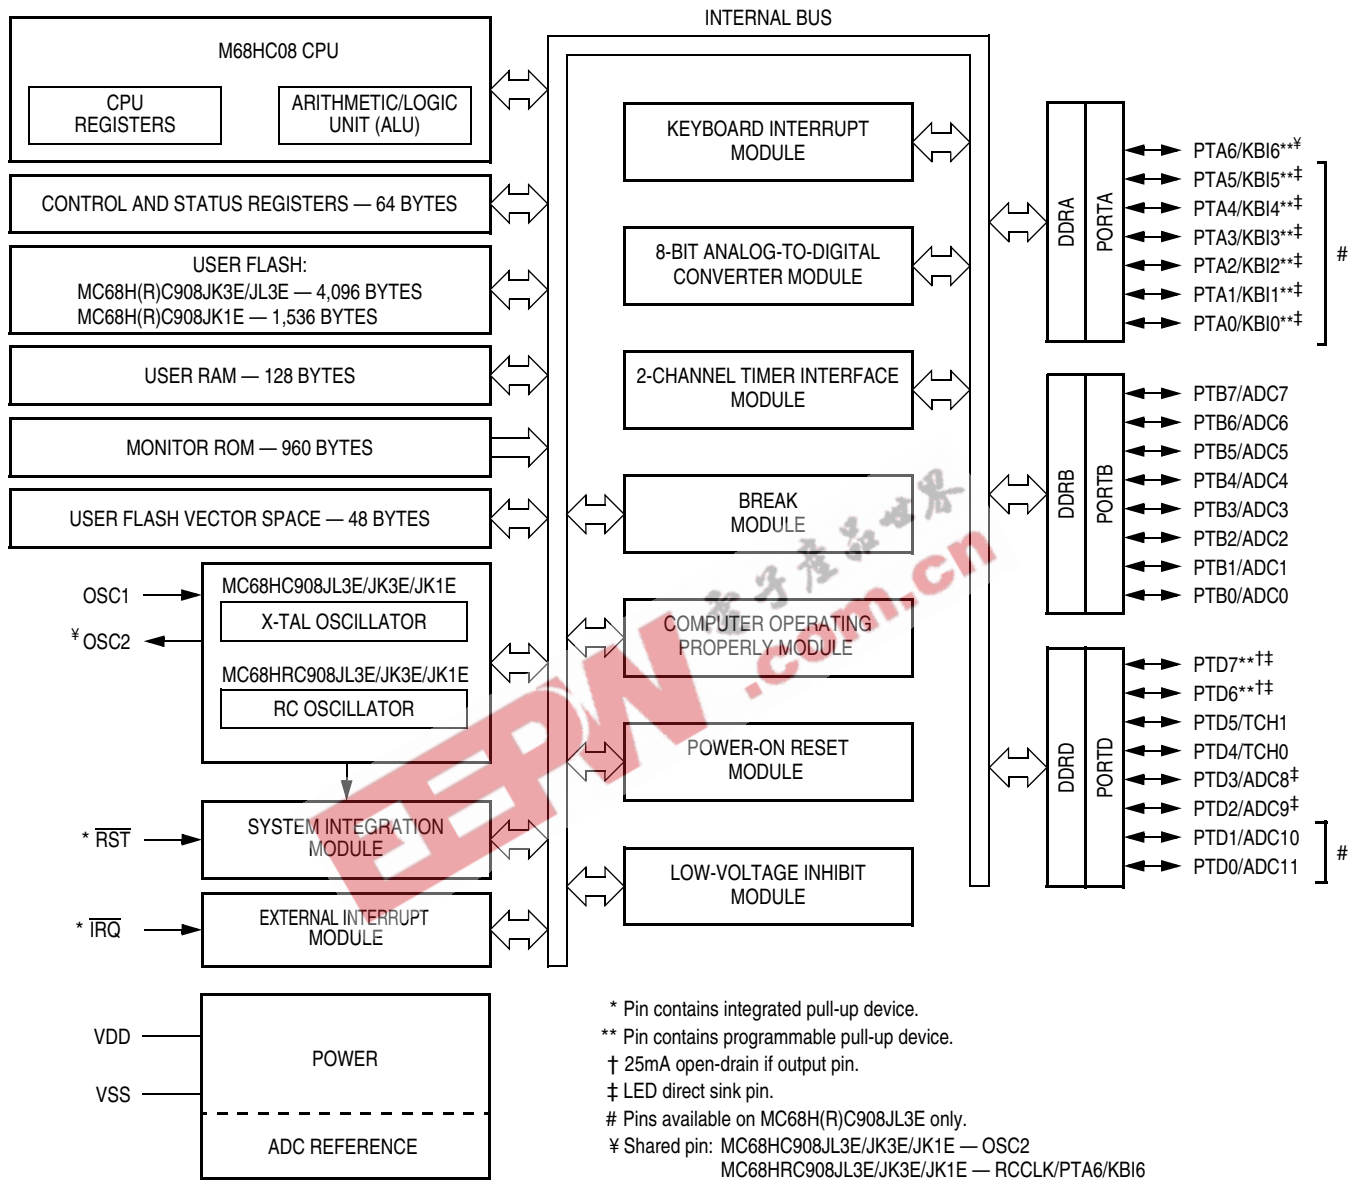 INTERNAL BUS
M68HC08 CPU
CPU
REGISTERS
ARITHMETIC/LOGIC
UNIT (ALU)
CONTROL AND STATUS REGISTERS — 64 BYTES
USER FLASH:
MC68H(R)C908JK3E/JL3E — 4,096 BYTES
MC68H(R)C908JK1E — 1,536 BYTES
USER RAM — 128 BYTES
MONITOR ROM — 960 BYTES
USER FLASH VECTOR SPACE — 48 BYTES
OSC1
¥ OSC2
MC68HC908JL3E/JK3E/JK1E
X-TAL OSCILLATOR
MC68HRC908JL3E/JK3E/JK1E
RC OSCILLATOR
* RST
SYSTEM INTEGRATION
MODULE
* IRQ
EXTERNAL INTERRUPT
MODULE
VDD
VSS
POWER
ADC REFERENCE
KEYBOARD INTERRUPT
MODULE
8-BIT ANALOG-TO-DIGITAL
CONVERTER MODULE
2-CHANNEL TIMER INTERFACE
MODULE
BREAK
MODULE
COMPUTER OPERATING
PROPERLY MODULE
POWER-ON RESET
MODULE
LOW-VOLTAGE INHIBIT
MODULE
DDRA
PORTA
PTA6/KBI6**¥
PTA5/KBI5**‡
PTA4/KBI4**‡
PTA3/KBI3**‡
PTA2/KBI2**‡
PTA1/KBI1**‡
PTA0/KBI0**‡
#
DDRB
PORTB
PTB7/ADC7
PTB6/ADC6
PTB5/ADC5
PTB4/ADC4
PTB3/ADC3
PTB2/ADC2
PTB1/ADC1
PTB0/ADC0
DDRD
PORTD
PTD7**†‡
PTD6**†‡
PTD5/TCH1
PTD4/TCH0
PTD3/ADC8‡
PTD2/ADC9‡
PTD1/ADC10
PTD0/ADC11
#
* Pin contains integrated pull-up device.
** Pin contains programmable pull-up device.
† 25mA open-drain if output pin.
‡ LED direct sink pin.
# Pins available on MC68H(R)C908JL3E only.
¥ Shared pin: MC68HC908JL3E/JK3E/JK1E — OSC2
MC68HRC908JL3E/JK3E/JK1E — RCCLK/PTA6/KBI6
EEPW.com.cn
电子産品世界